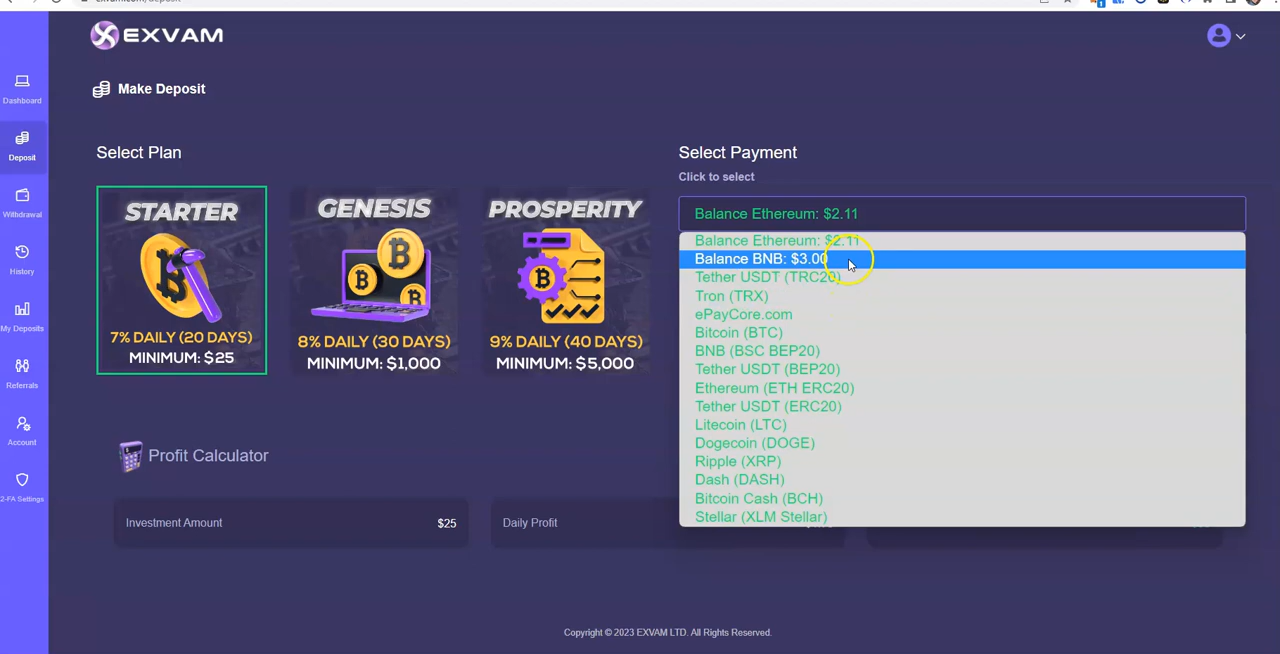 EXVAM
Make Deposit
Dashboard
Deposit
Withdrawal
History
My Deposits
Referrals
Account
2-FA Settings
Select Plan
STARTER
7% DAILY (20 DAYS)
MINIMUM: $25
GENESIS
8% DAILY (30 DAYS)
MINIMUM: $1,000
PROSPERITY
9% DAILY (40 DAYS)
MINIMUM: $5,000
Select Payment
Click to select
Balance Ethereum: $2.11
Balance Ethereum: $2.11
Balance BNB: $3.00
Tether USDT (TRC20)
Tron (TRX)
ePayCore.com
Bitcoin (BTC)
BNB (BSC BEP20)
Tether USDT (BEP20)
Ethereum (ETH ERC20)
Tether USDT (ERC20)
Litecoin (LTC)
Dogecoin (DOGE)
Ripple (XRP)
Dash (DASH)
Bitcoin Cash (BCH)
Stellar (XLM Stellar)
Profit Calculator
Investment Amount $25
Daily Profit
Copyright © 2023 EXVAM LTD. All Rights Reserved.